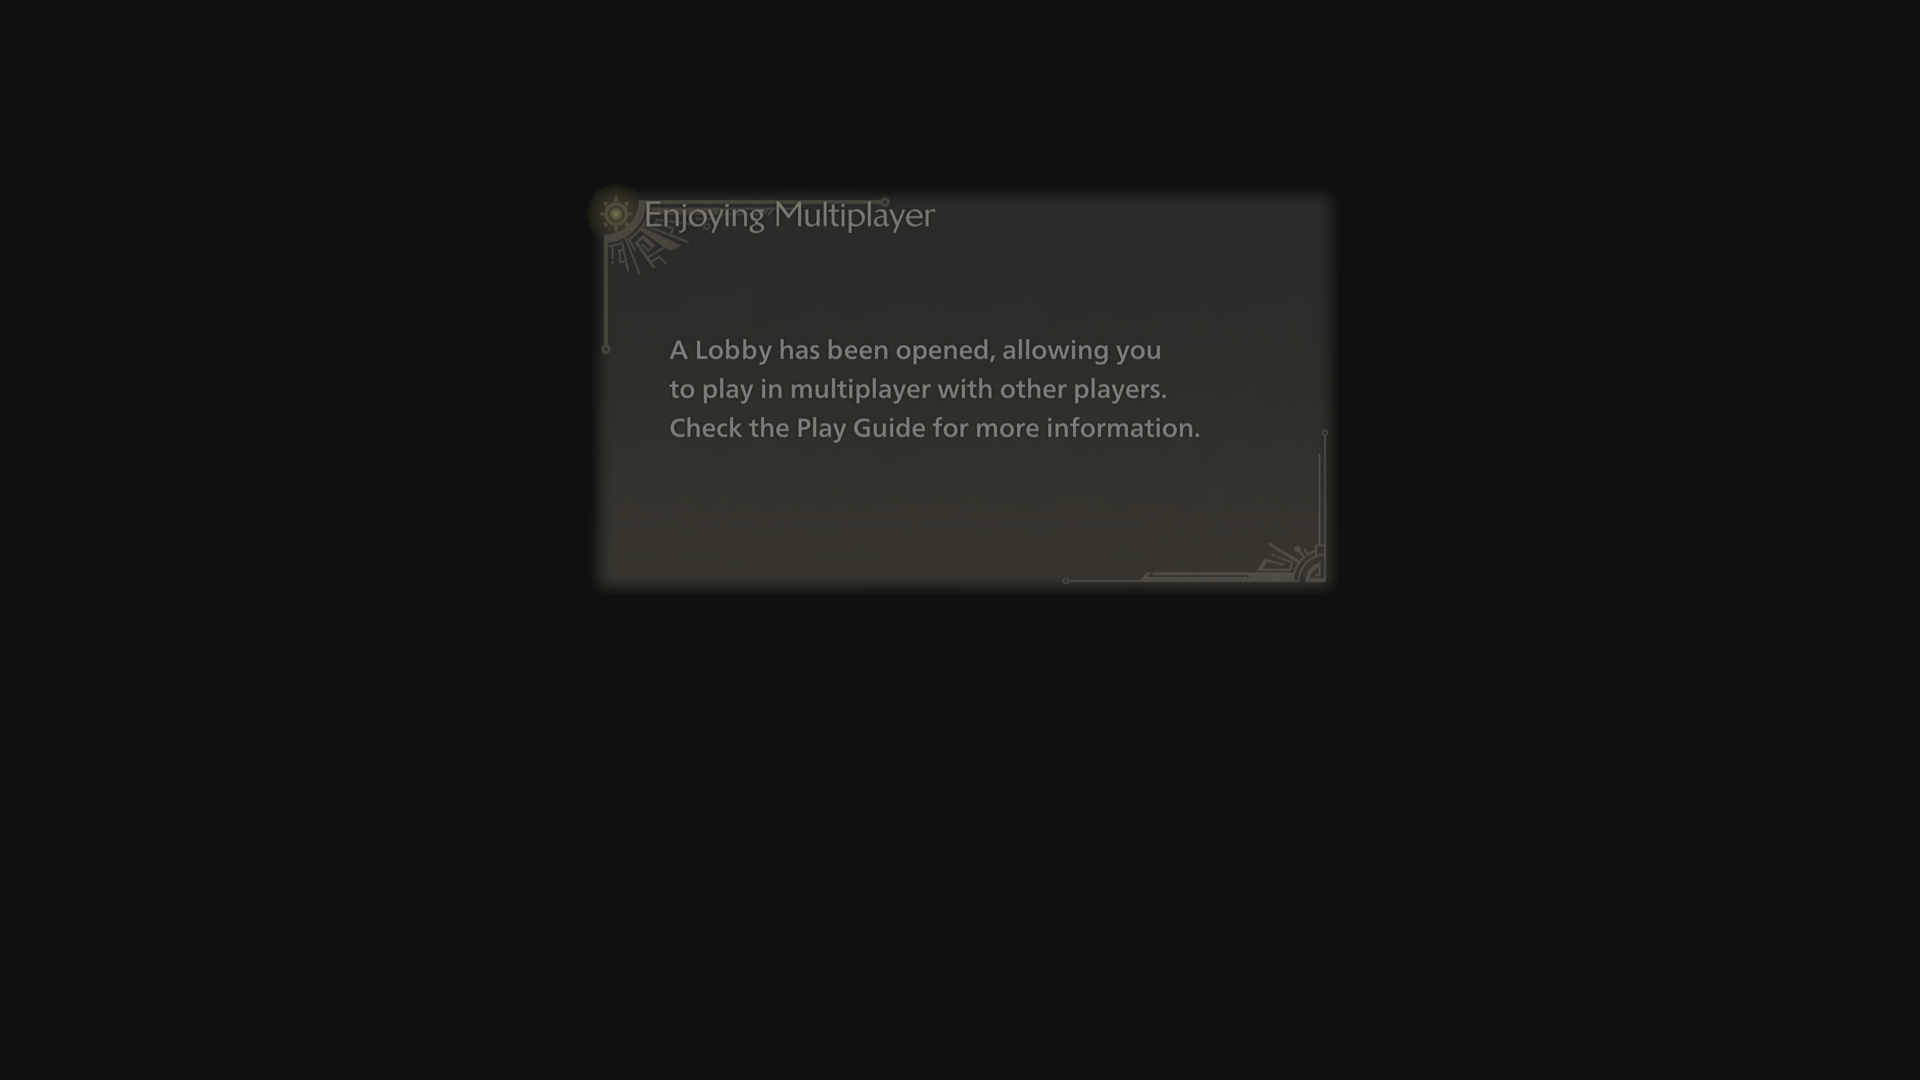 Enjoying Multiplayer
A Lobby has been opened, allowing you
to play in multiplayer with other players.
Check the Play Guide for more information.